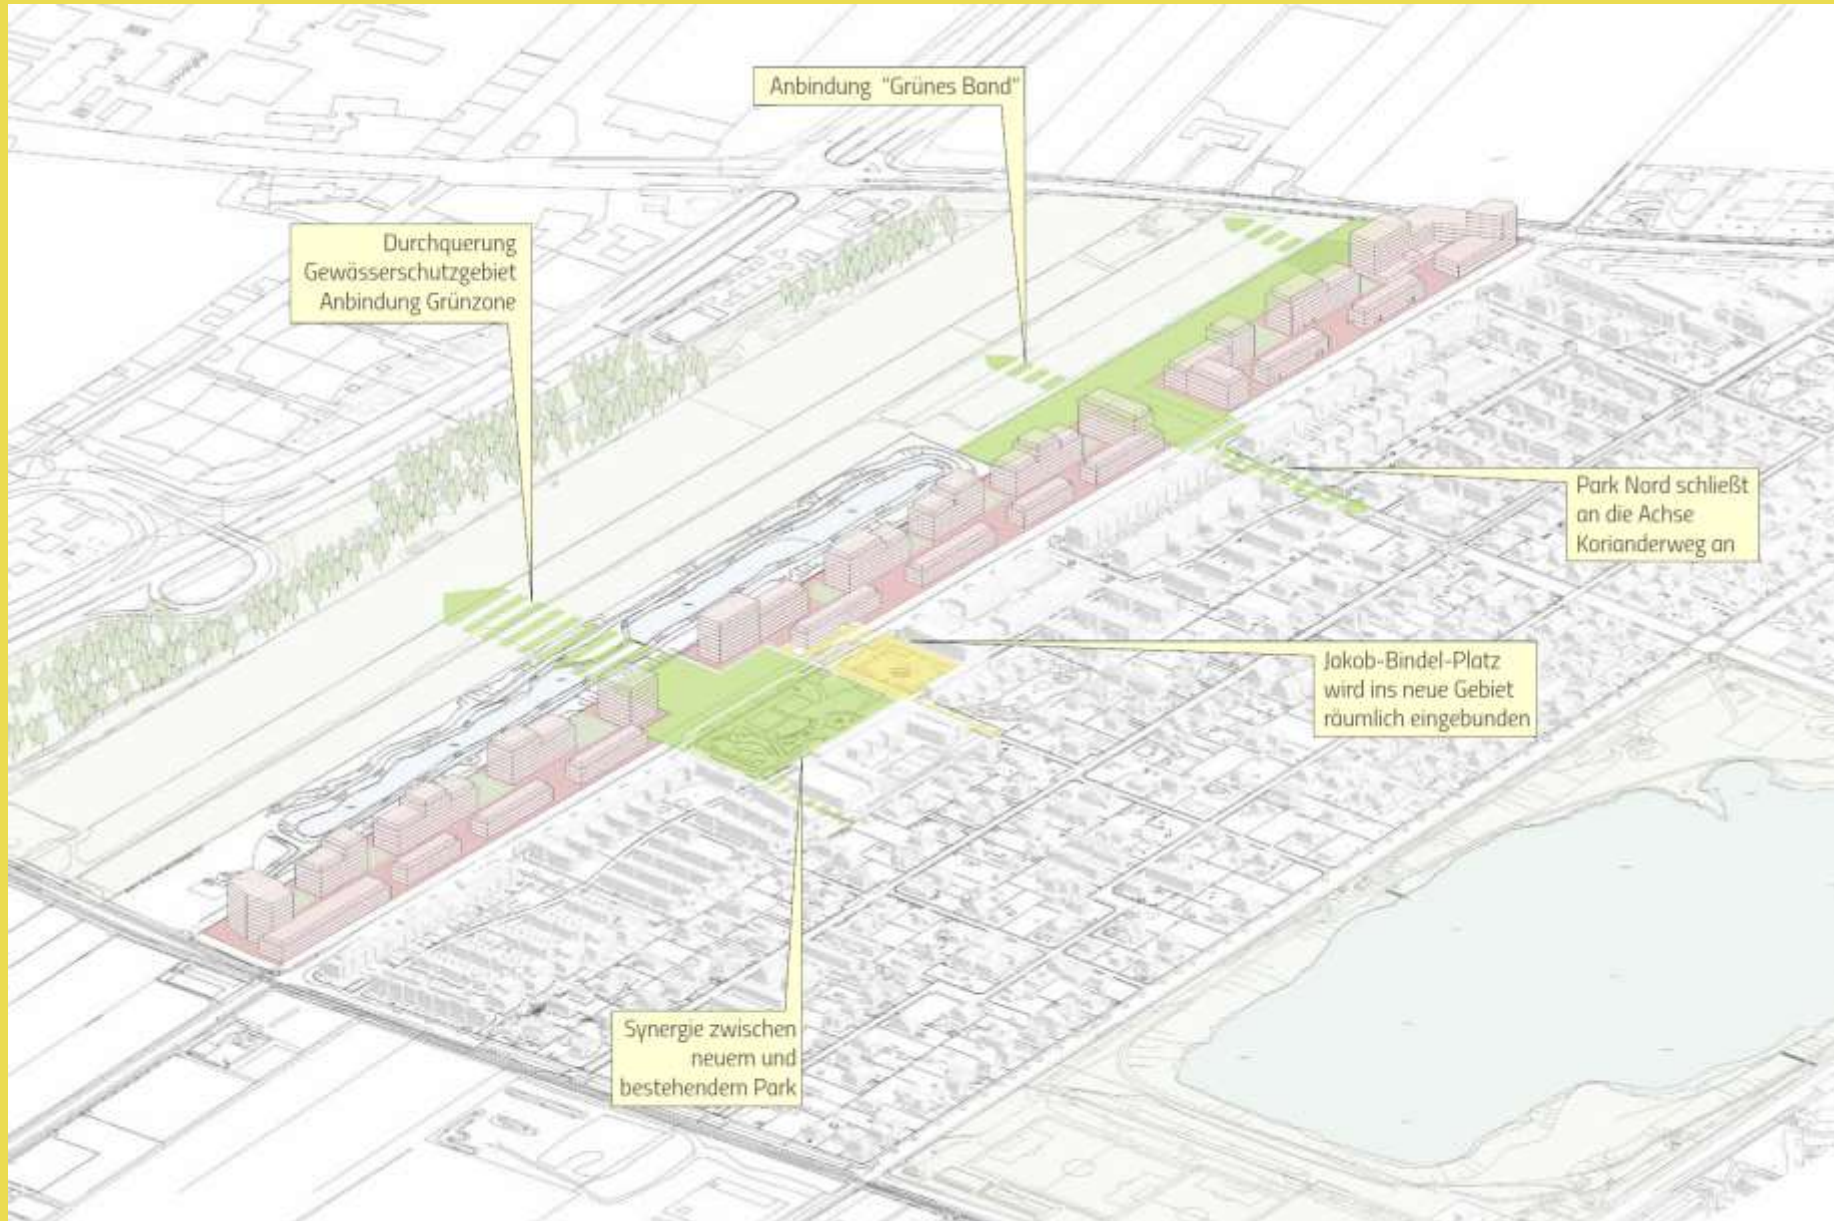 Anbindung "Grünes Band"
Durchquerung
Gewässerschutzgebiet
Anbindung Grünzone
Park Nord schließt
an die Achse
Korianderweg an
Jakob-Bindel-Platz
wird ins neue Gebiet
räumlich eingebunden
Synergie zwischen
neuem und
bestehendem Park